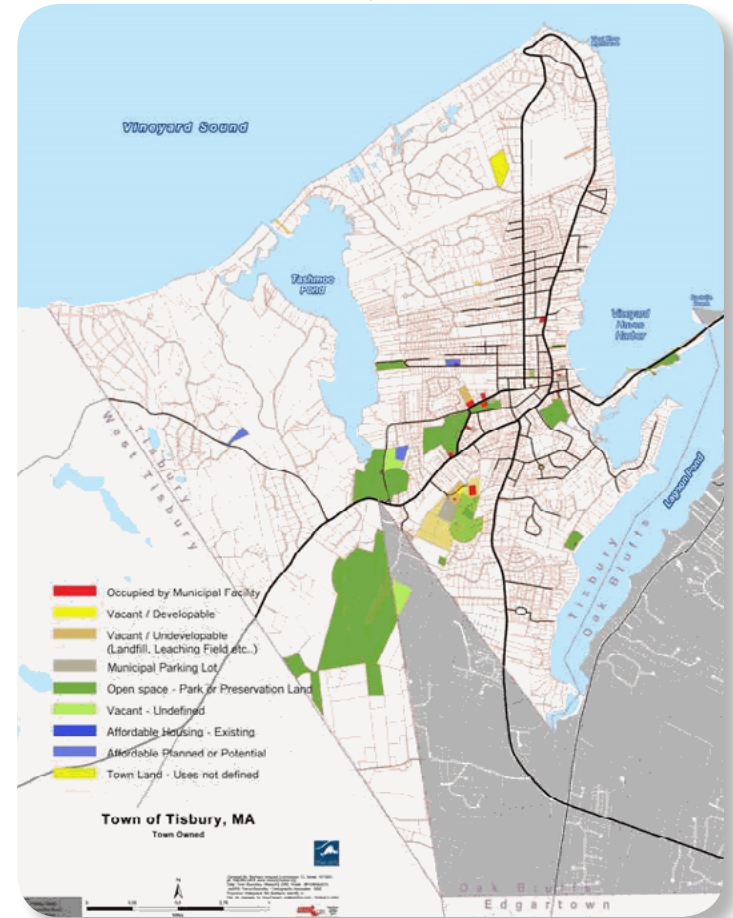 Vineyard Sound
Tashmoo
Pond
Vineyard
Haven
Harbor
Lagoon Pond
Tisbury
West Tisbury
Tisbury
Oak Bluffs
Occupied by Municipal Facility
Vacant / Developable
Vacant / Undevelopable
(Landfill, Leaching Field etc..)
Municipal Parking Lot
Open space - Park or Preservation Land
Vacant - Undefined
Affordable Housing - Existing
Affordable Planned or Potential
Town Land - Uses not defined
Town of Tisbury, MA
Town Owned
N
Oak Bluffs
Edgartown